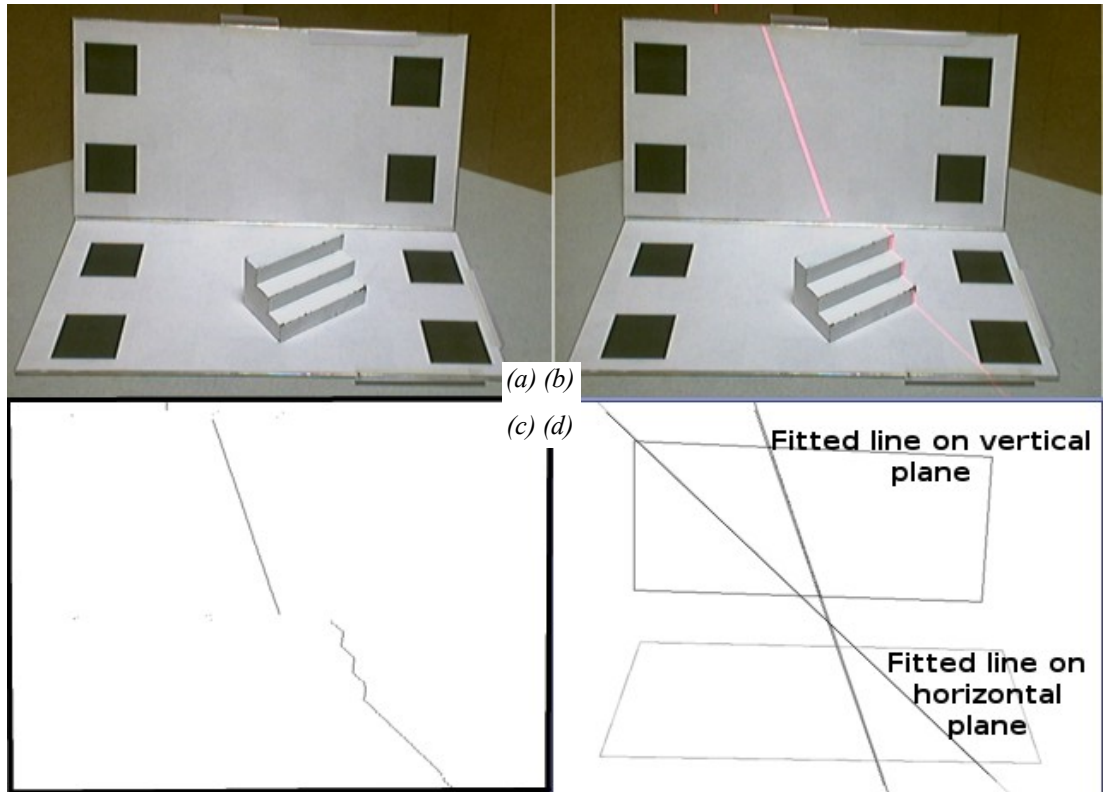 (a) (b)
(c) (d)
Fitted line on vertical
plane
Fitted line on
horizontal
plane